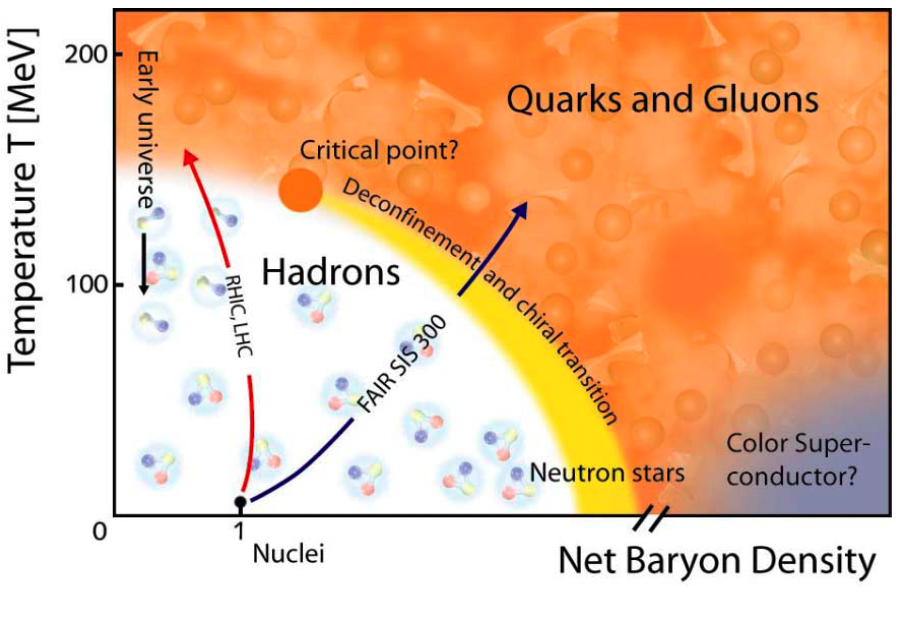 Temperature T [MeV]
200
100
0
Early universe
Quarks and Gluons
Critical point?
Deconfinement and chiral transition
Hadrons
RHIC, LHC
FAIR SIS 300
Color Super-
conductor?
Neutron stars
1
Nuclei
Net Baryon Density